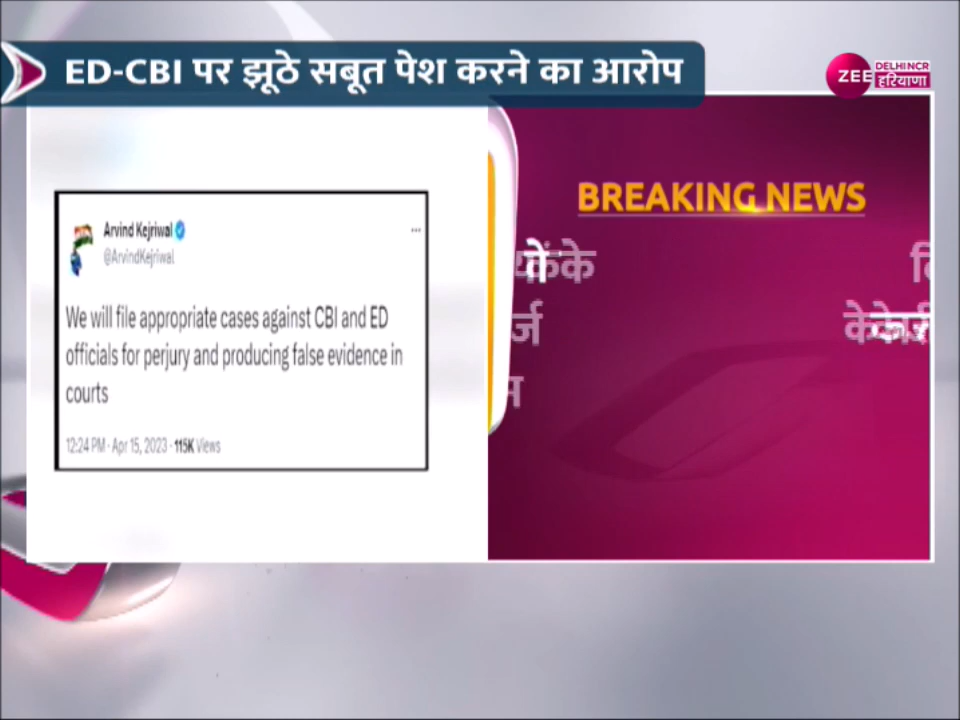 ED-CBI पर झूठे सबूत पेश करने का आरोप
ZEE DELHI NCR
हरियाणा
Arvind Kejriwal
@ArvindKejriwal
We will file appropriate cases against CBI and ED
officials for perjury and producing false evidence in
courts
12:24 PM · Apr 15, 2023 · 115K Views
BREAKING NEWS